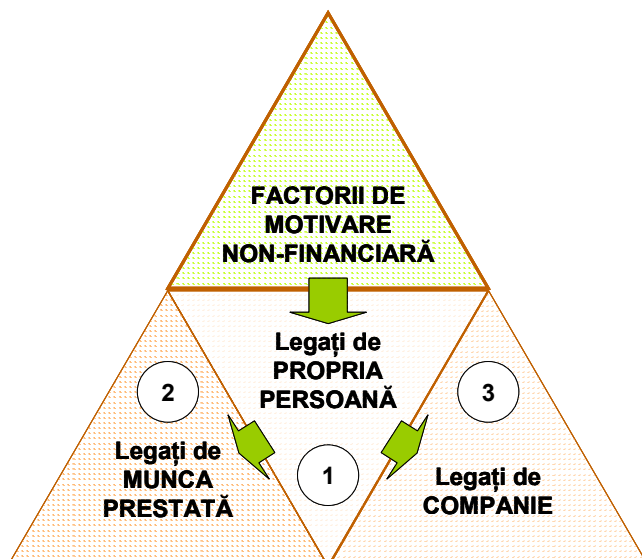 FACTORII DE
MOTIVARE
NON-FINANCIARĂ
Legați de
PROPRIA
PERSOANĂ
1
2
Legați de
MUNCA
PRESTATĂ
3
Legați de
COMPANIE